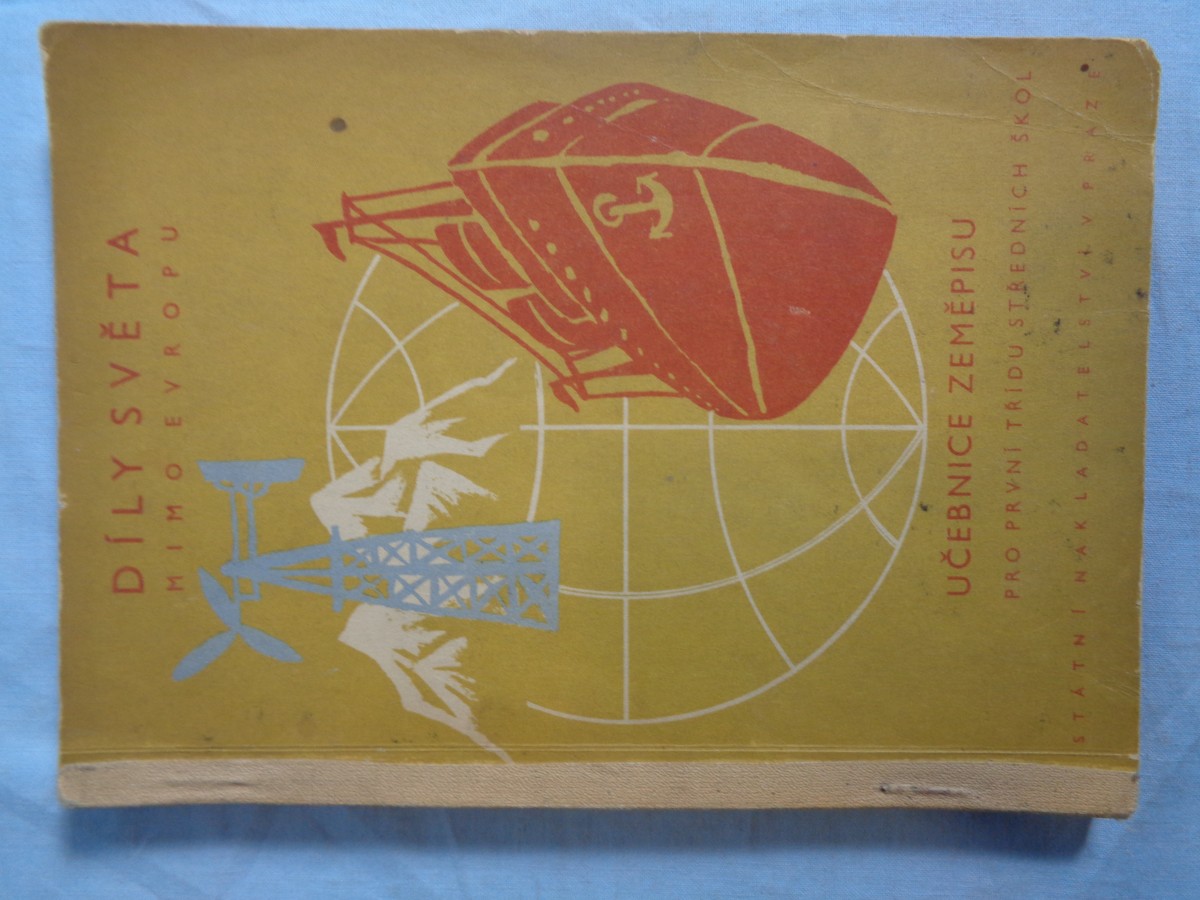 DÍLY SVĚTA
MIMO EVROPU
UČEBNICE ZEMĚPISU
PRO PRVNÍ TŘÍDU STŘEDNÍCH ŠKOL
STÁTNÍ NAKLADATELSTVÍ V PRAZE